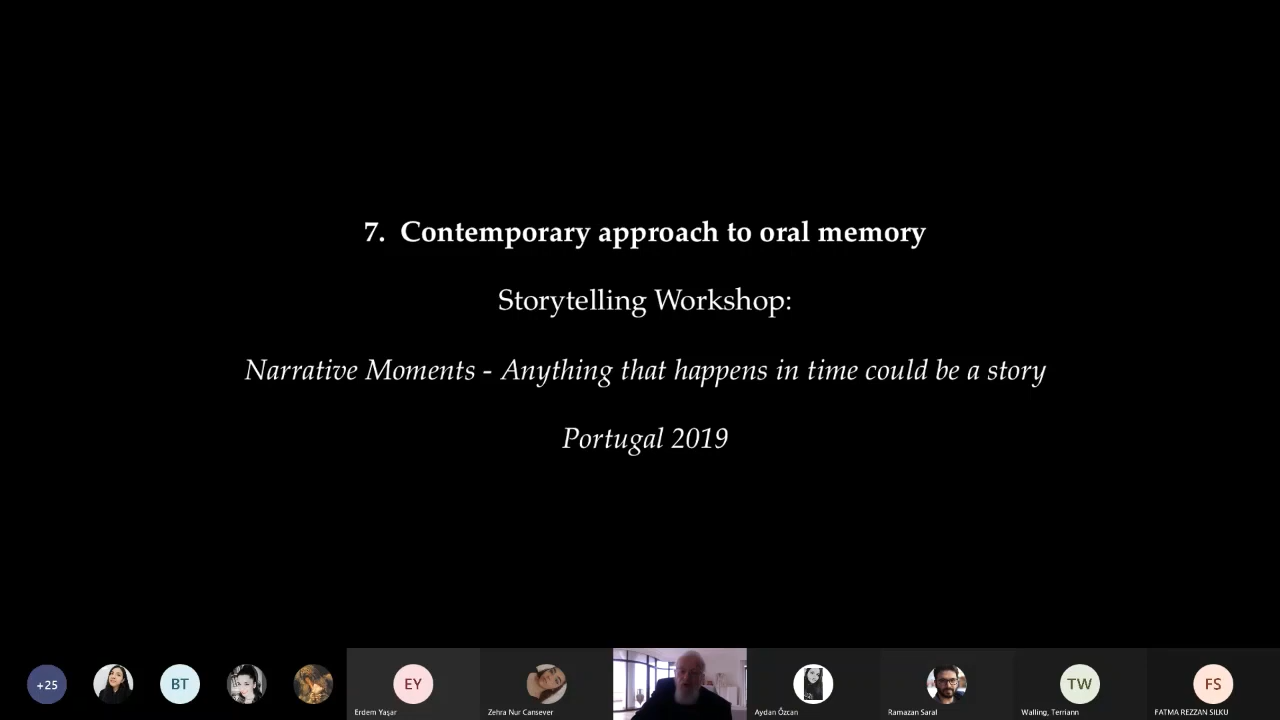 7. Contemporary approach to oral memory
Storytelling Workshop:
Narrative Moments - Anything that happens in time could be a story
Portugal 2019
+25
BT
EY
TW
FS
Erdem Yaşar
Zehra Nur Cansever
Aydan Özcan
Ramazan Saral
Walling, Terriann
FATMA REZZAN SILKU